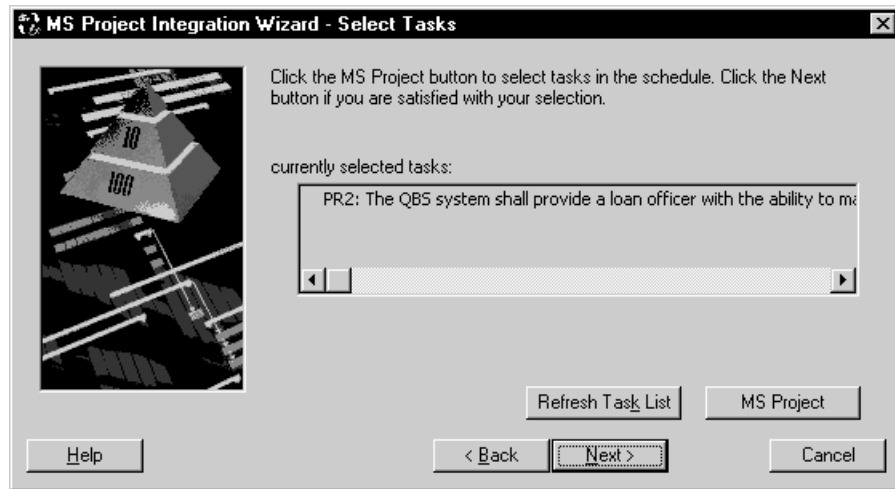 MS Project Integration Wizard - Select Tasks
Click the MS Project button to select tasks in the schedule. Click the Next
button if you are satisfied with your selection.
10
100
currently selected tasks:
PR2: The QBS system shall provide a loan officer with the ability to ma
Refresh Task List
MS Project
Help
< Back
Next >
Cancel